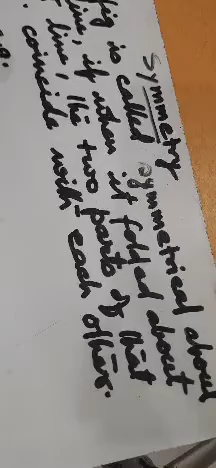 Symmetry
fig is called symmetrical about
line, if when it folded about
line, the two parts of that
coincide with each other.